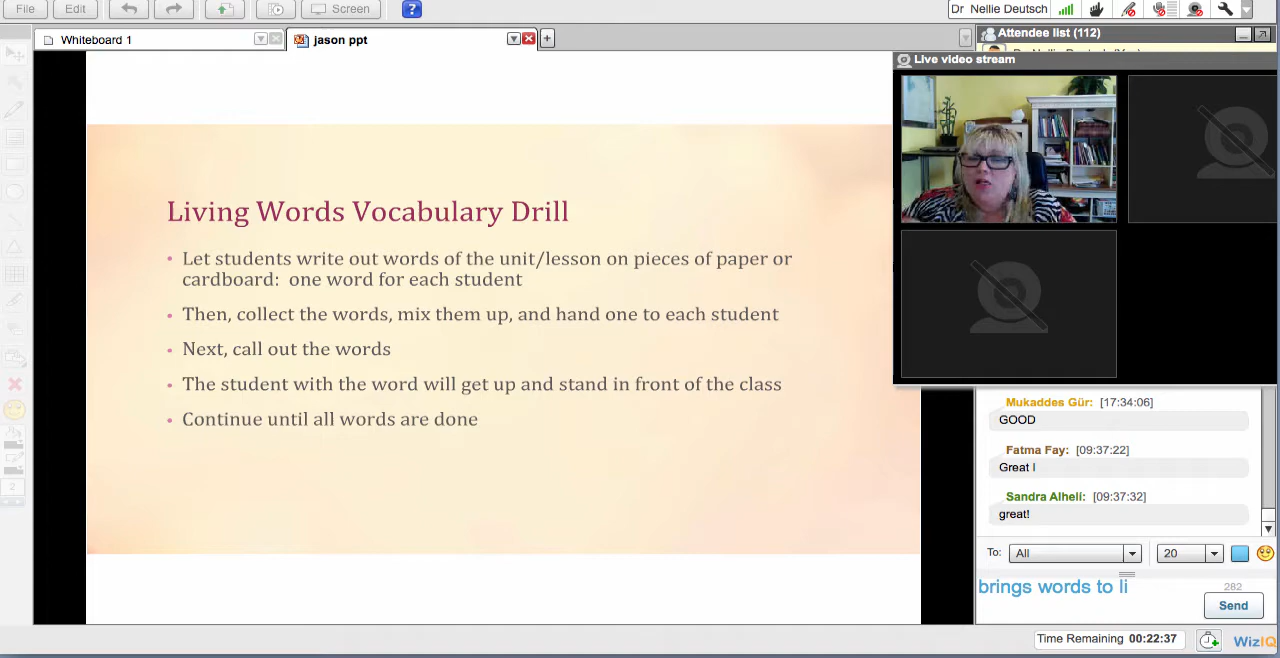 File
Edit
Screen
?
Dr Nellie Deutsch
Whiteboard 1
jason ppt
Attendee list (112)
Live video stream
Living Words Vocabulary Drill
• Let students write out words of the unit/lesson on pieces of paper or
cardboard: one word for each student
• Then, collect the words, mix them up, and hand one to each student
• Next, call out the words
• The student with the word will get up and stand in front of the class
• Continue until all words are done
2
Mukaddes Gür: [17:34:06]
GOOD
Fatma Fay: [09:37:22]
Great I
Sandra Alheli: [09:37:32]
great!
To: All 20
brings words to li
282
Send
Time Remaining 00:22:37
WizIQ